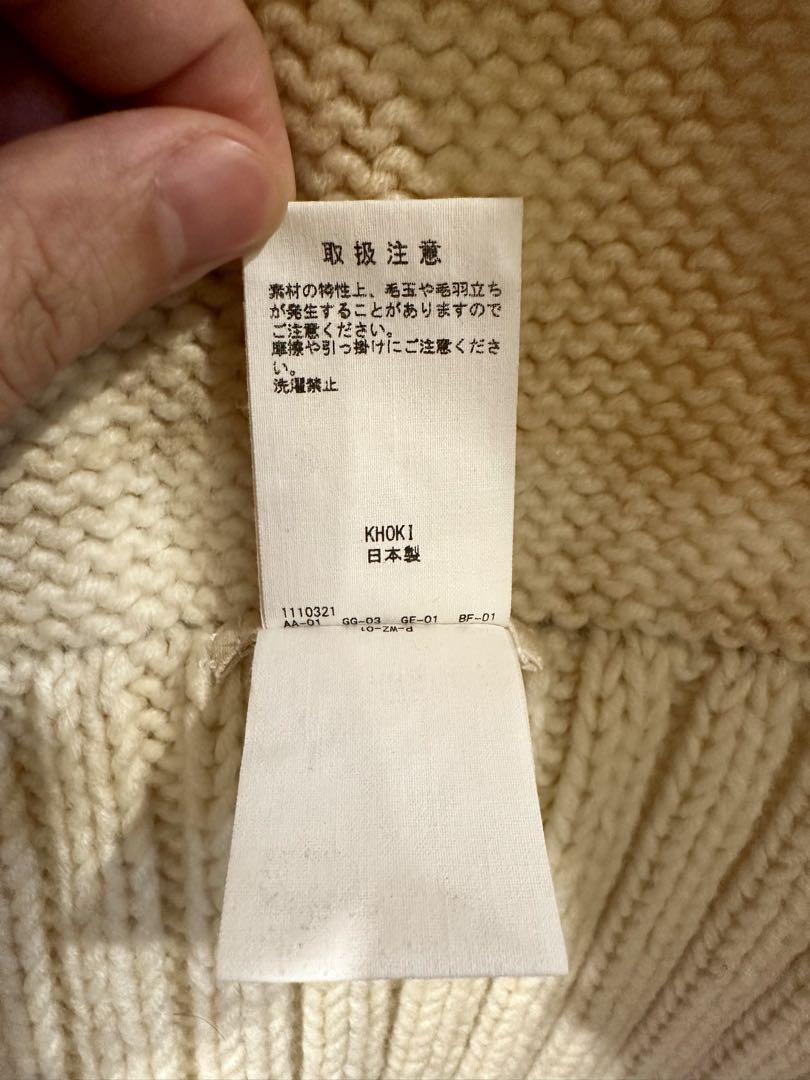 取扱注意
素材の特性上、毛玉や毛羽立ち
が発生することがありますので
ご注意ください。
摩擦や引っ掛けにご注意くださ
い。
洗濯禁止
KHOKI
日本製
1110321
AA-01 GG-03 GE-01 BF-01
P-WZ-01